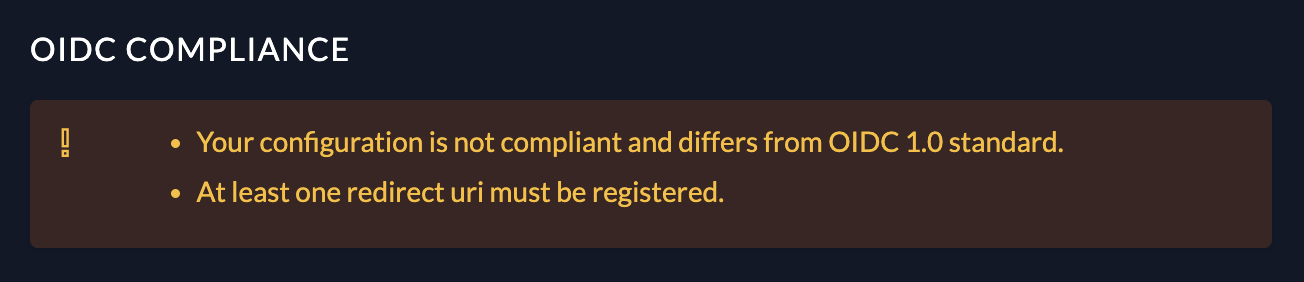 OIDC COMPLIANCE
• Your configuration is not compliant and differs from OIDC 1.0 standard.
• At least one redirect uri must be registered.